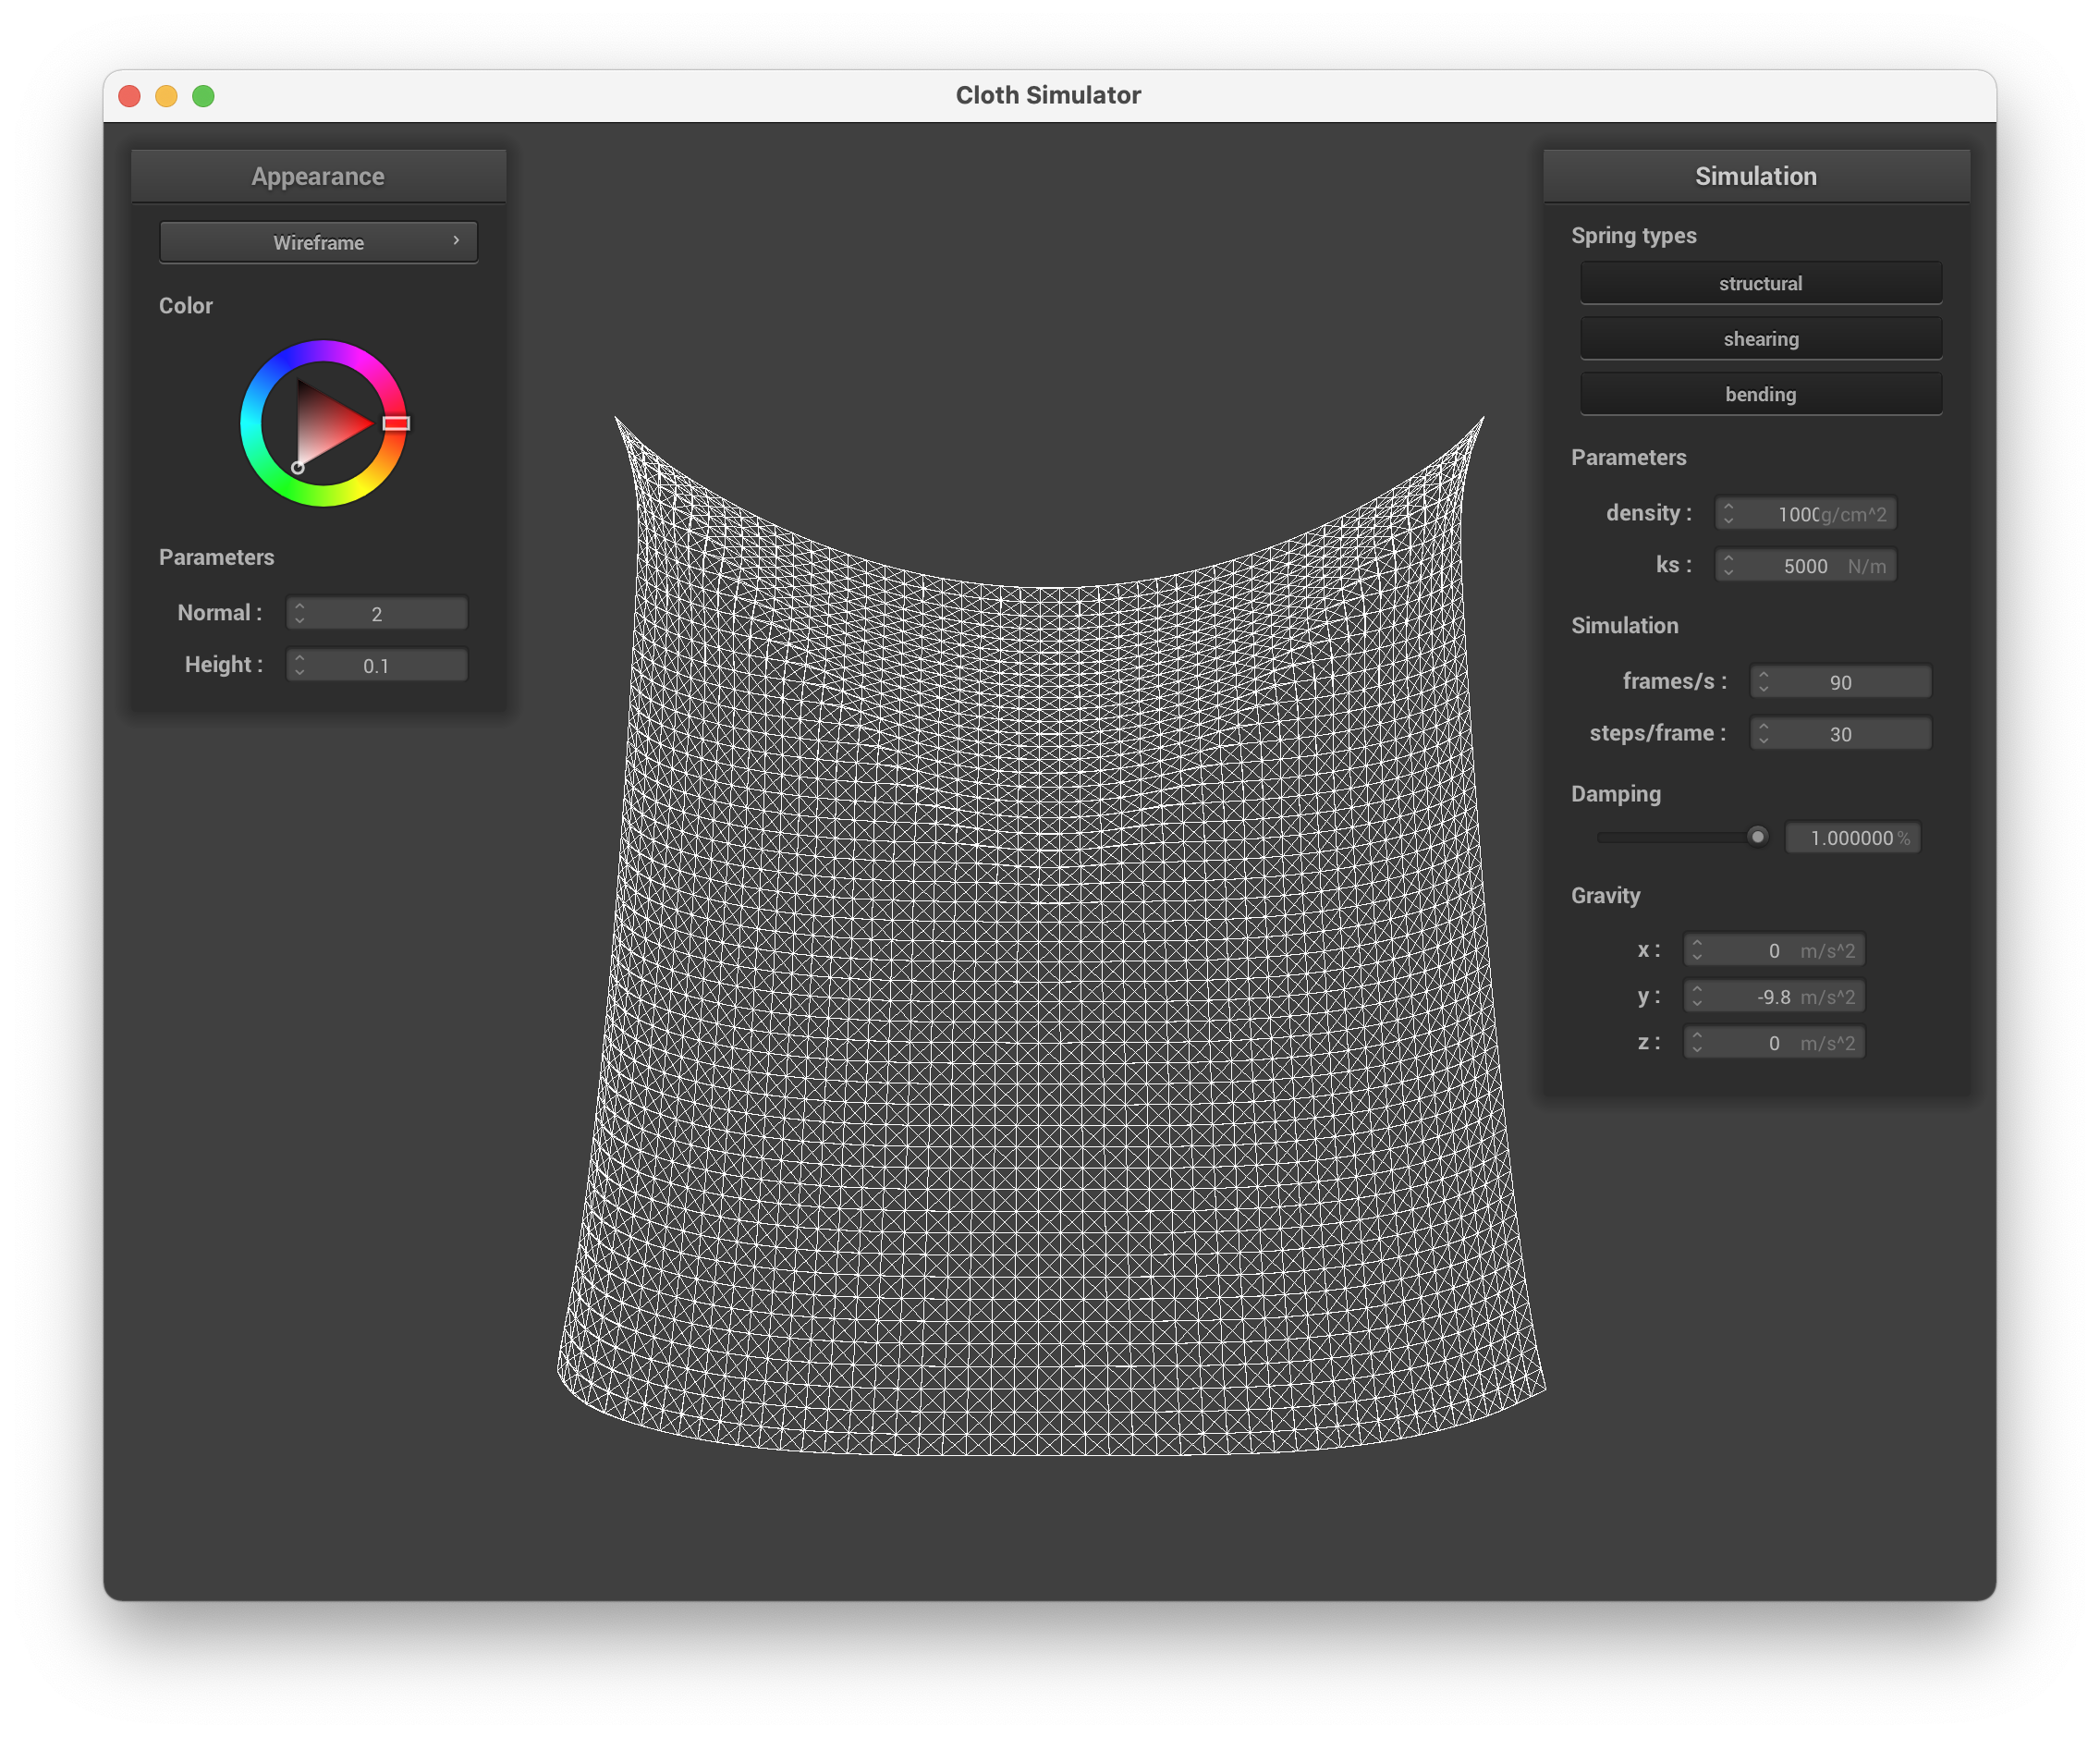 Cloth Simulator
Appearance
Wireframe
Color
Parameters
Normal : 2
Height : 0.1
Simulation
Spring types
structural
shearing
bending
Parameters
density : 1000 g/cm^2
ks : 5000 N/m
Simulation
frames/s : 90
steps/frame : 30
Damping
1.000000 %
Gravity
x : 0 m/s^2
y : -9.8 m/s^2
z : 0 m/s^2